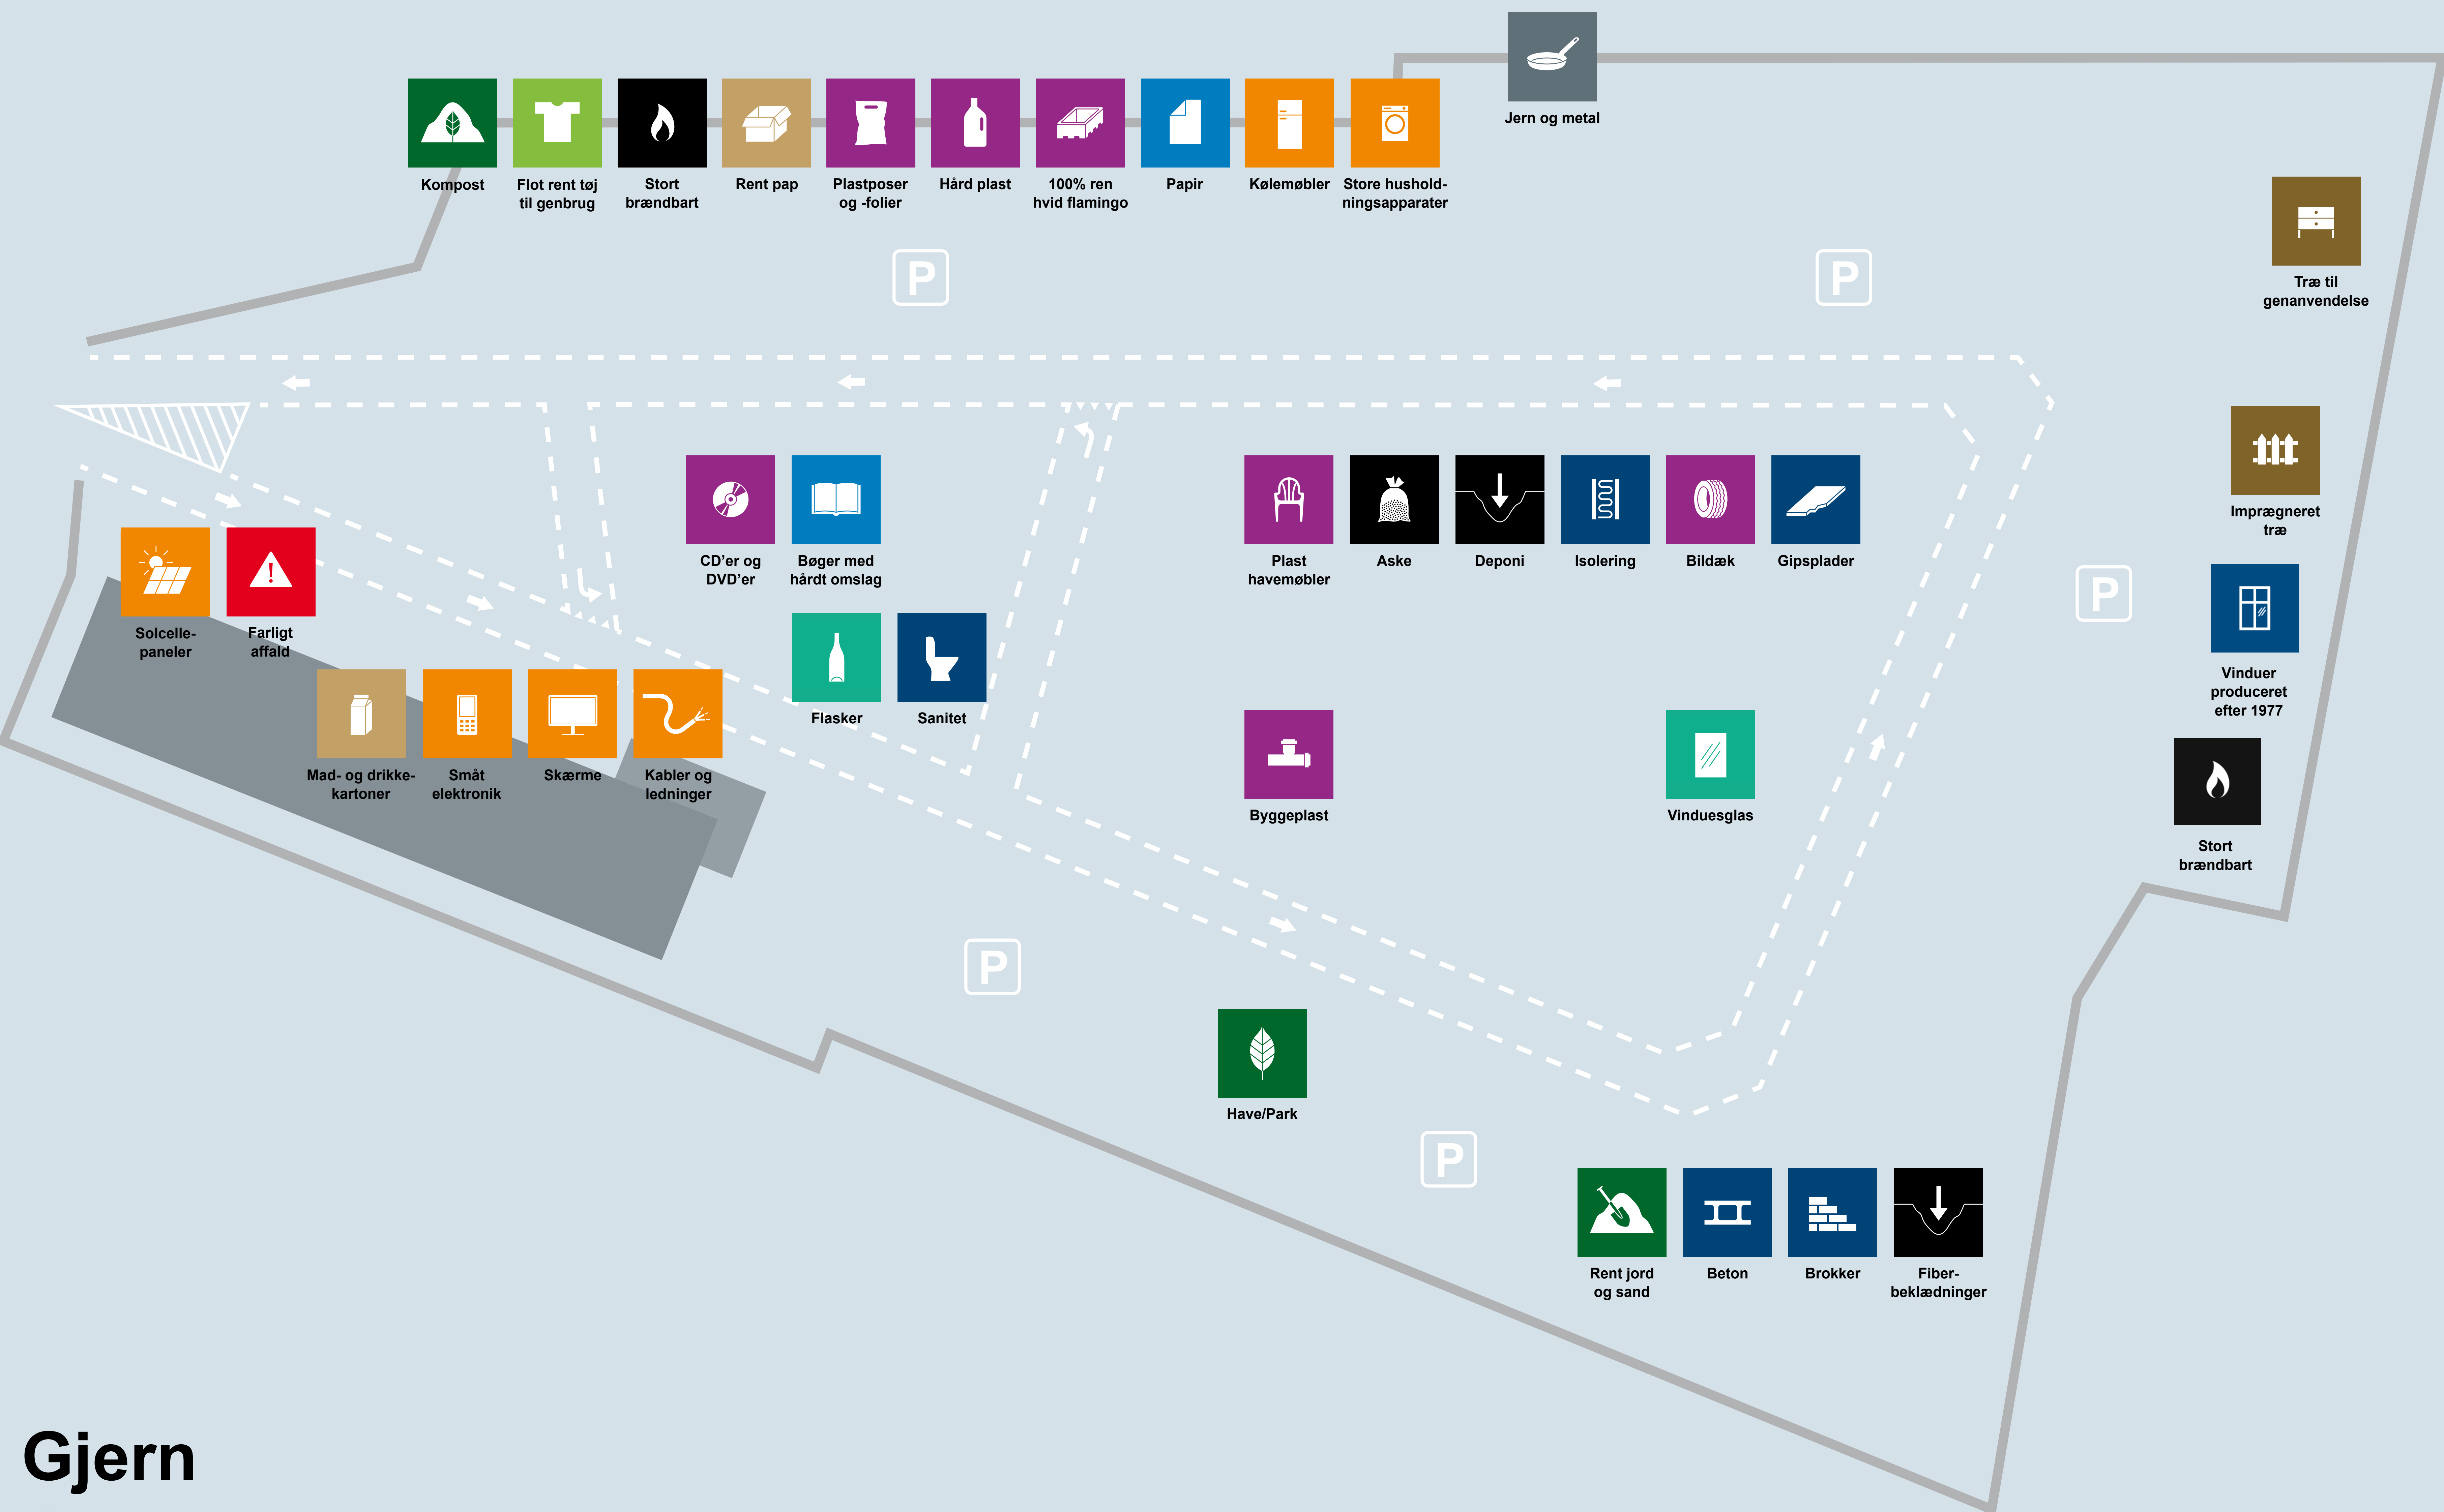 Jern og metal
Kompost
Flot rent tøj
til genbrug
Stort
brændbart
Rent pap
Plastposer
og -folier
Hård plast
100% ren
hvid flamingo
Papir
Kølemøbler
Store hushold-
ningsapparater
P
P
Træ til
genanvendelse
CD'er og
DVD'er
Bøger med
hårdt omslag
Plast
havemøbler
Aske
Deponi
Isolering
Bildæk
Gipsplader
Imprægneret
træ
P
Solcelle-
paneler
Farligt
affald
Flasker
Sanitet
Vinduer
produceret
efter 1977
Mad- og drikke-
kartoner
Småt
elektronik
Skærme
Kabler og
ledninger
Byggeplast
Vinduesglas
Stort
brændbart
P
Have/Park
P
Rent jord
og sand
Beton
Brokker
Fiber-
beklædninger
Gjern